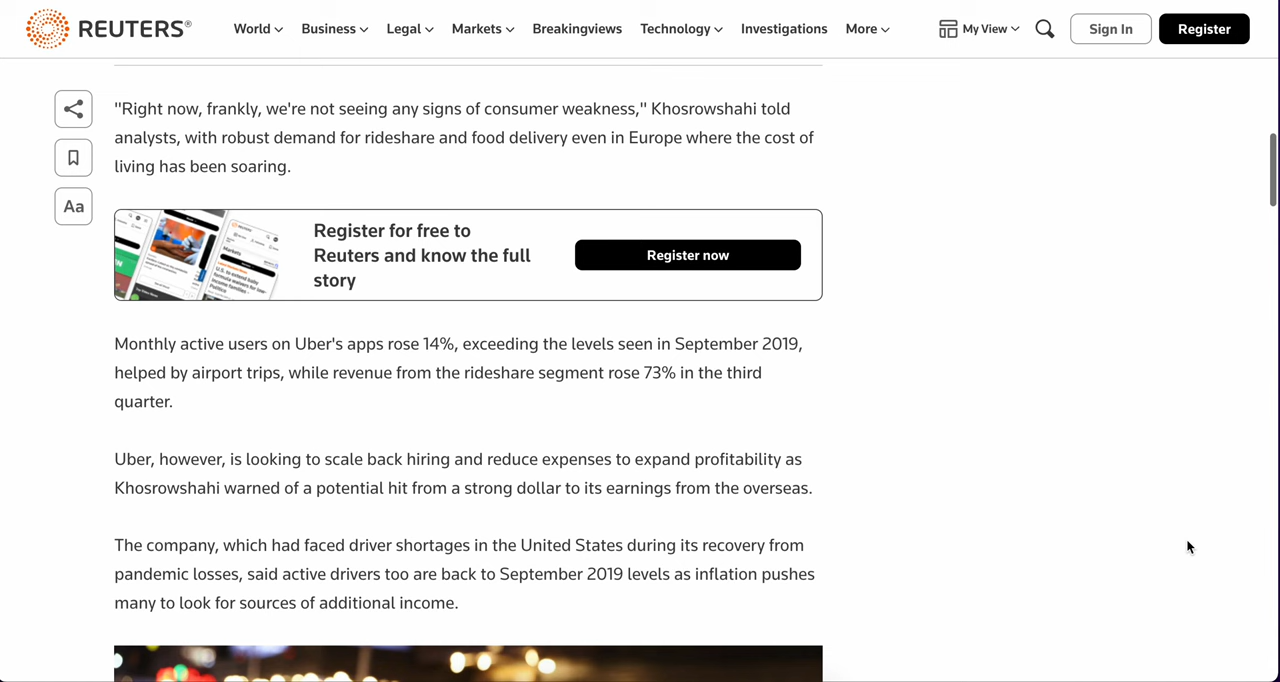 REUTERS®
World
Business
Legal
Markets
Breakingviews
Technology
Investigations
More
My View
Sign In
Register
"Right now, frankly, we're not seeing any signs of consumer weakness," Khosrowshahi told
analysts, with robust demand for rideshare and food delivery even in Europe where the cost of
living has been soaring.
Aa
Register for free to
Reuters and know the full
story
Register now
Monthly active users on Uber's apps rose 14%, exceeding the levels seen in September 2019,
helped by airport trips, while revenue from the rideshare segment rose 73% in the third
quarter.
Uber, however, is looking to scale back hiring and reduce expenses to expand profitability as
Khosrowshahi warned of a potential hit from a strong dollar to its earnings from the overseas.
The company, which had faced driver shortages in the United States during its recovery from
pandemic losses, said active drivers too are back to September 2019 levels as inflation pushes
many to look for sources of additional income.